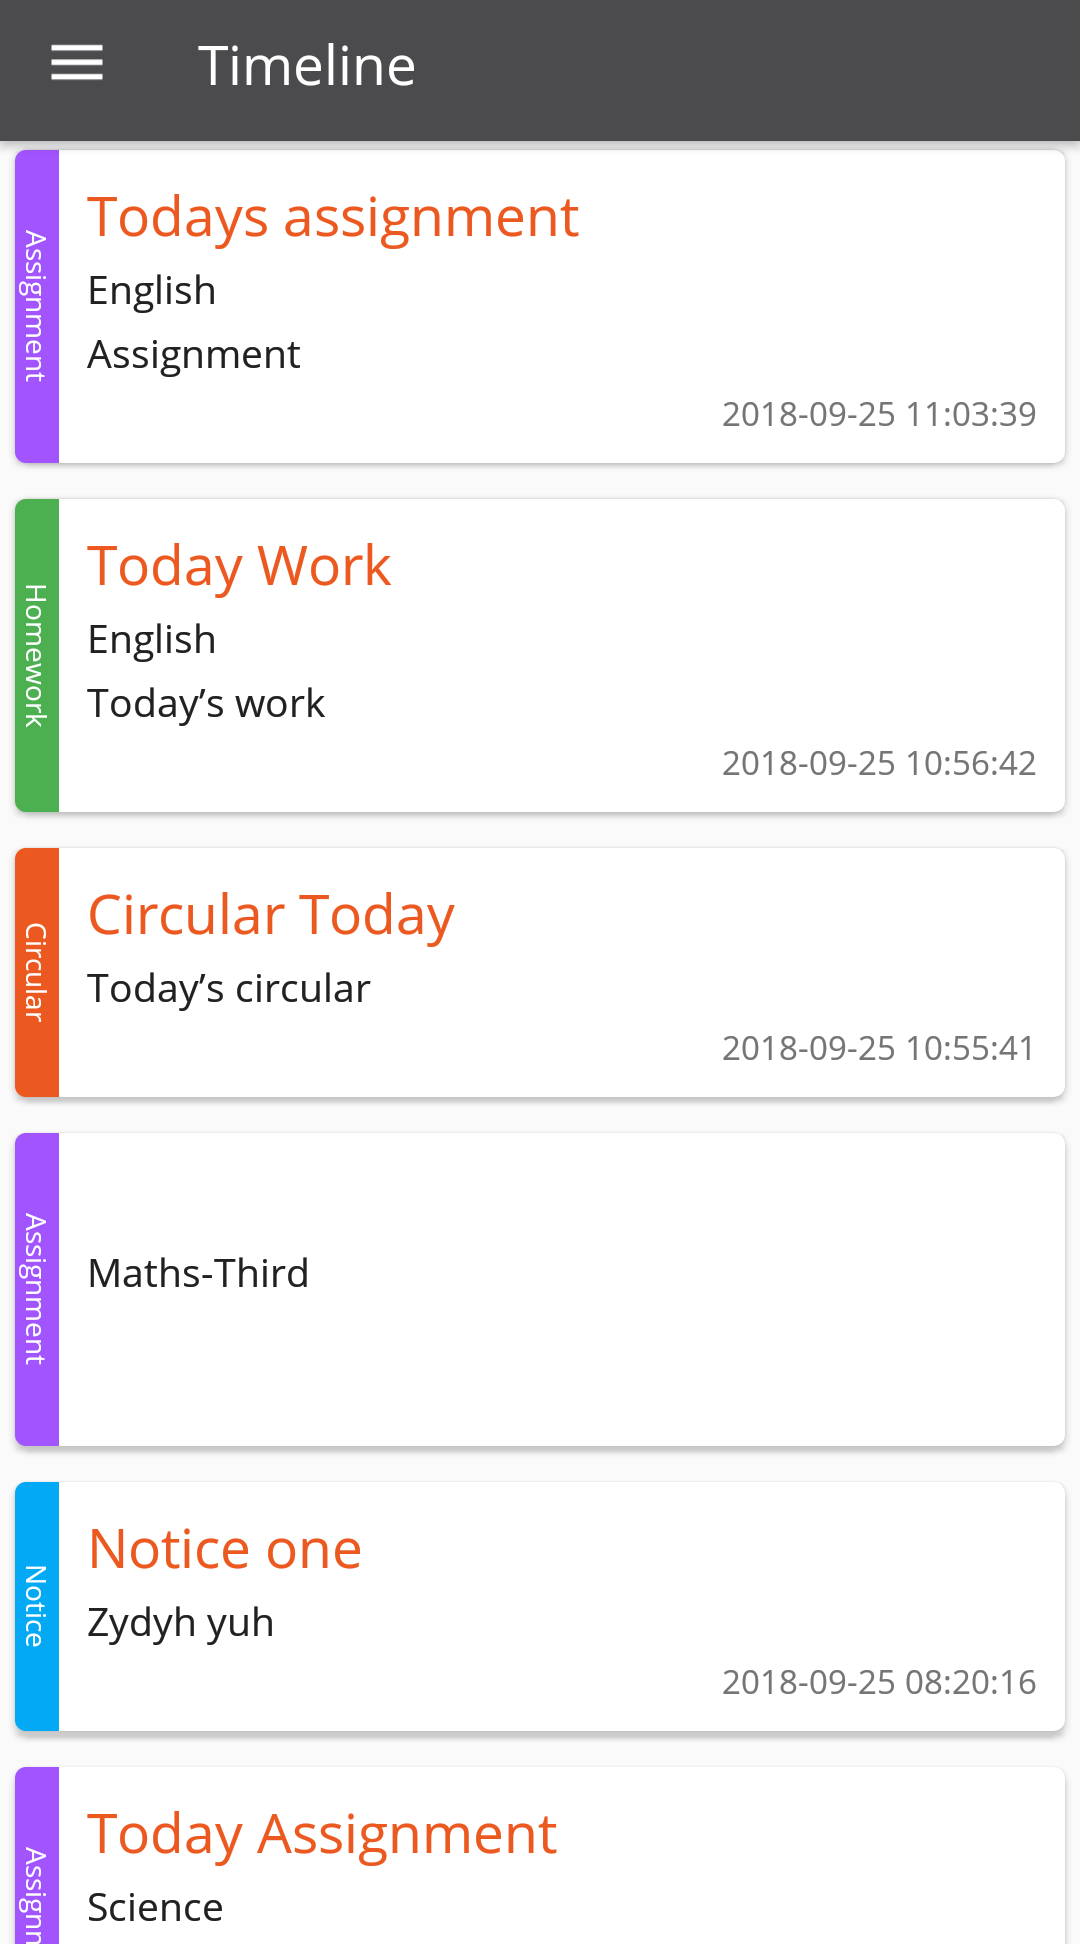 Timeline
Assignment
Todays assignment
English
Assignment
2018-09-25 11:03:39
Homework
Today Work
English
Today’s work
2018-09-25 10:56:42
Circular
Circular Today
Today’s circular
2018-09-25 10:55:41
Assignment
Maths-Third
Notice
Notice one
Zydyh yuh
2018-09-25 08:20:16
Today Assignment
Science